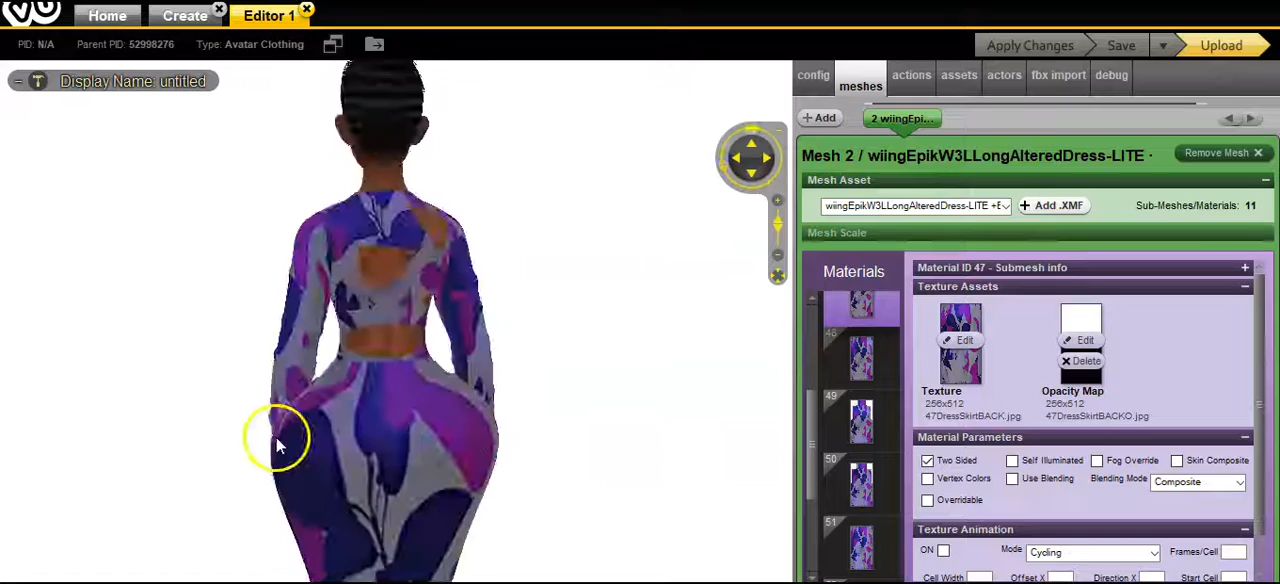 Home
Create
Editor 1
PID: N/A
Parent PID: 52998276
Type: Avatar Clothing
Apply Changes
Save
Upload
T
Display Name: untitled
config
meshes
actions
assets
actors
fbx import
debug
+ Add
2 wiingEpi...
Mesh 2 / wiingEpikW3LLongAlteredDress-LITE
Remove Mesh
Mesh Asset
wiingEpikW3LLongAlteredDress-LITE +E
+ Add .XMF
Sub-Meshes/Materials: 11
Mesh Scale
Materials
48
49
50
51
Material ID 47 - Submesh info
Texture Assets
Edit
Edit
Delete
Texture
256x512
47DressSkirtBACK.jpg
Opacity Map
256x512
47DressSkirtBACKO.jpg
Material Parameters
Two Sided
Self Illuminated
Fog Override
Skin Composite
Vertex Colors
Use Blending
Blending Mode
Composite
Overridable
Texture Animation
ON
Mode
Cycling
Frames/Cell
Cell Width
Offset X
Direction X
Start Cell